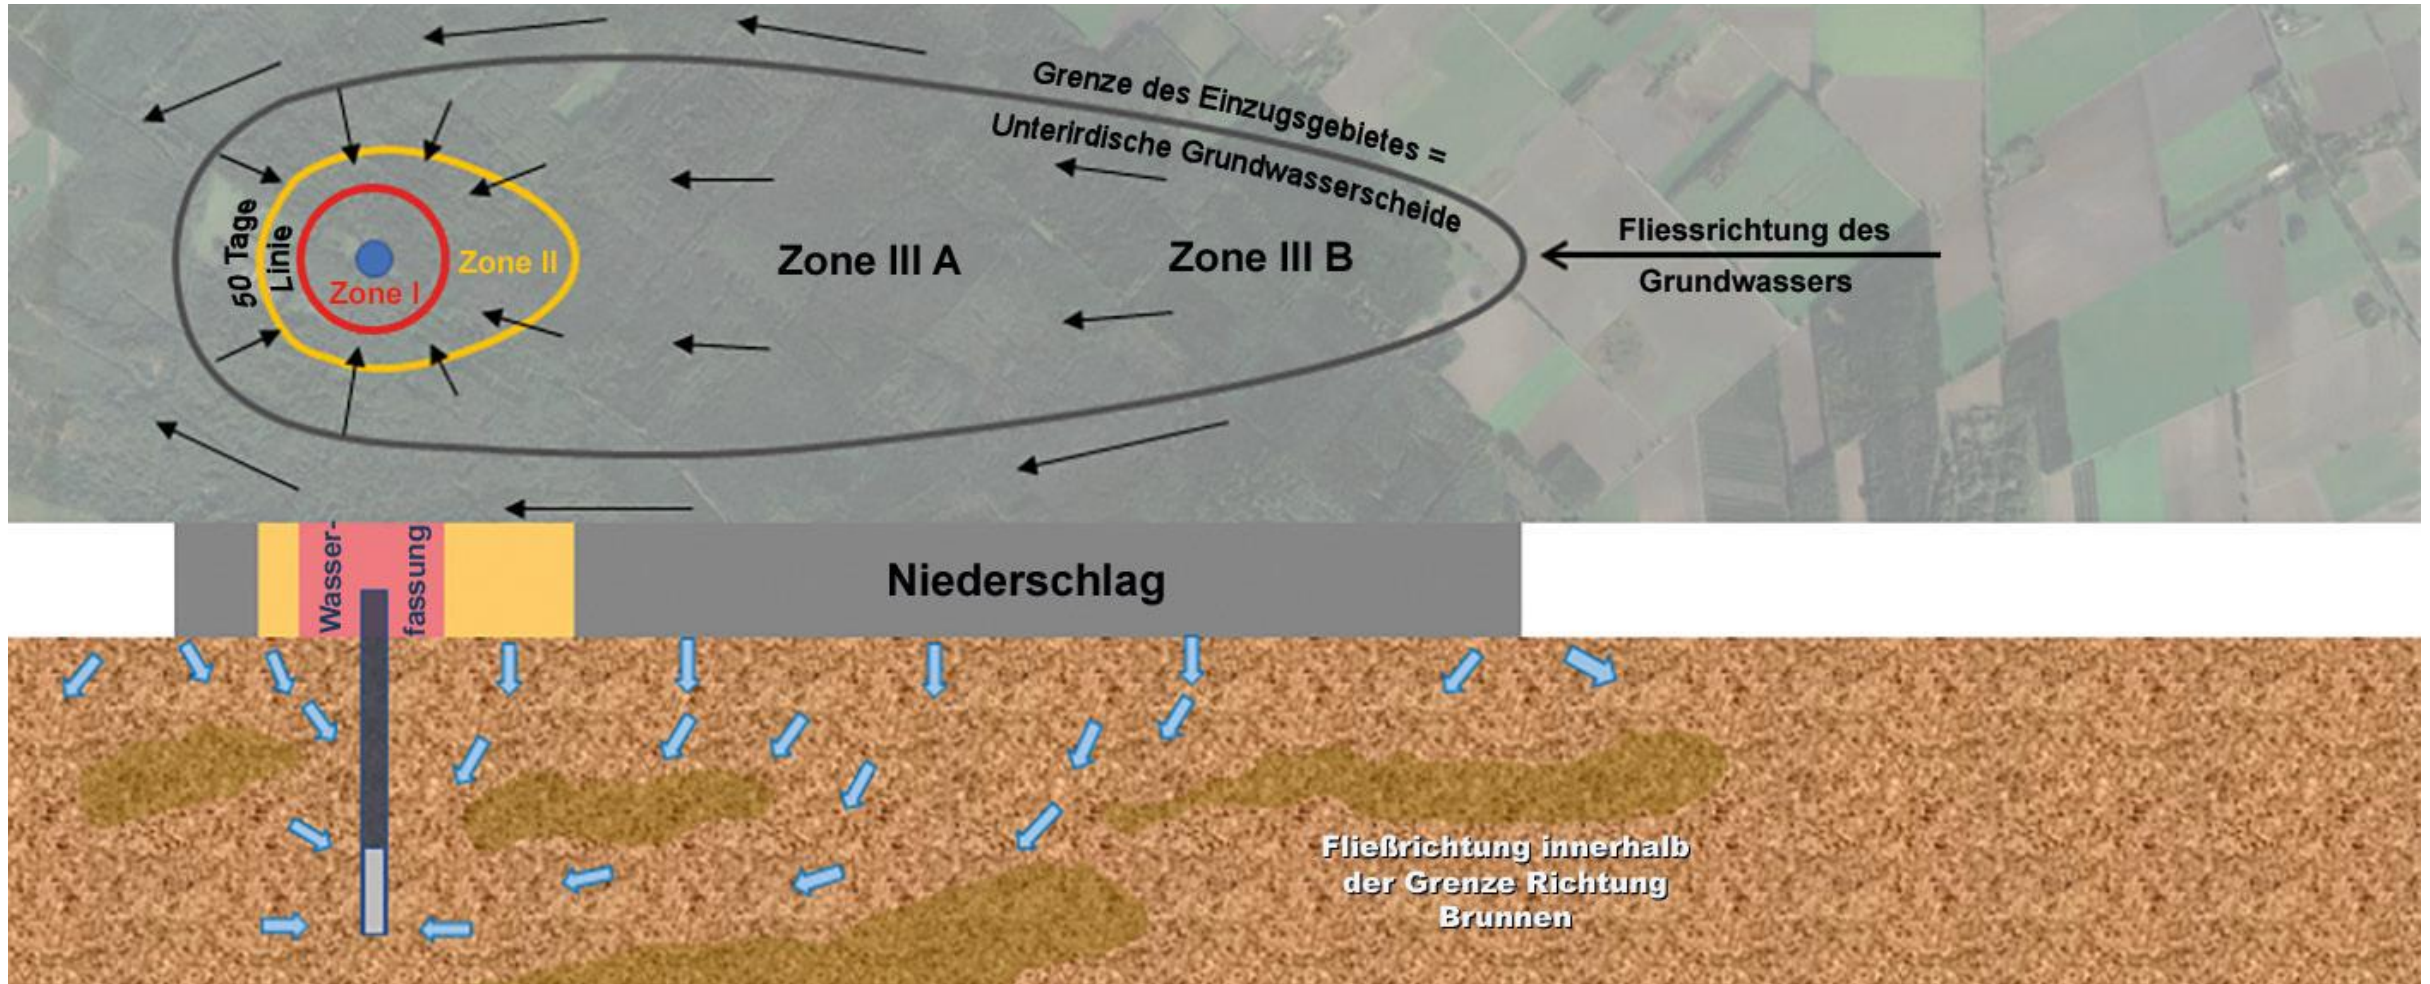 Grenze des Einzugsgebietes =
Unterirdische Grundwasserscheide
50 Tage
Linie
Zone I
Zone II
Zone III A
Zone III B
Fliessrichtung des
Grundwassers
Wasser-
fassung
Niederschlag
Fließrichtung innerhalb
der Grenze Richtung
Brunnen